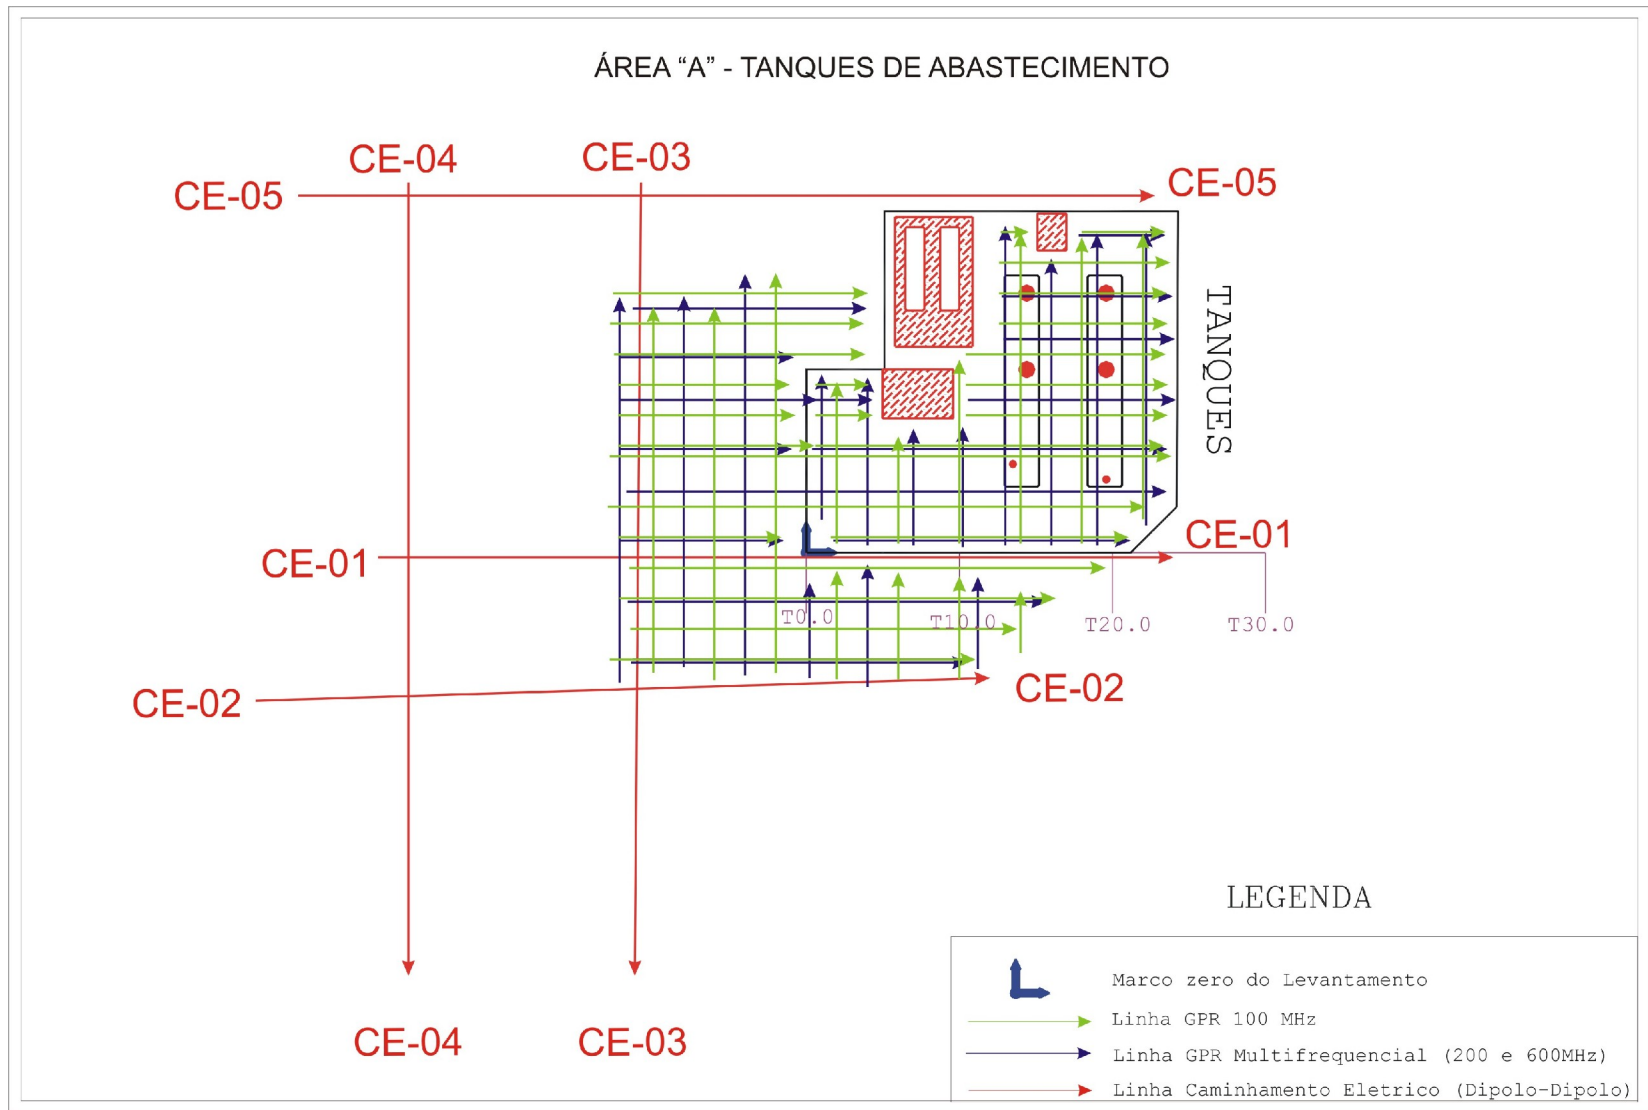 ÁREA “A” - TANQUES DE ABASTECIMENTO
CE-04
CE-03
CE-05
CE-05
TANQUES
CE-01
CE-01
T0.0
T10.0
T20.0
T30.0
CE-02
CE-02
CE-04
CE-03
LEGENDA
Marco zero do Levantamento
Linha GPR 100 MHz
Linha GPR Multifrequencial (200 e 600MHz)
Linha Caminhamento Eletrico (Dipolo-Dipolo)